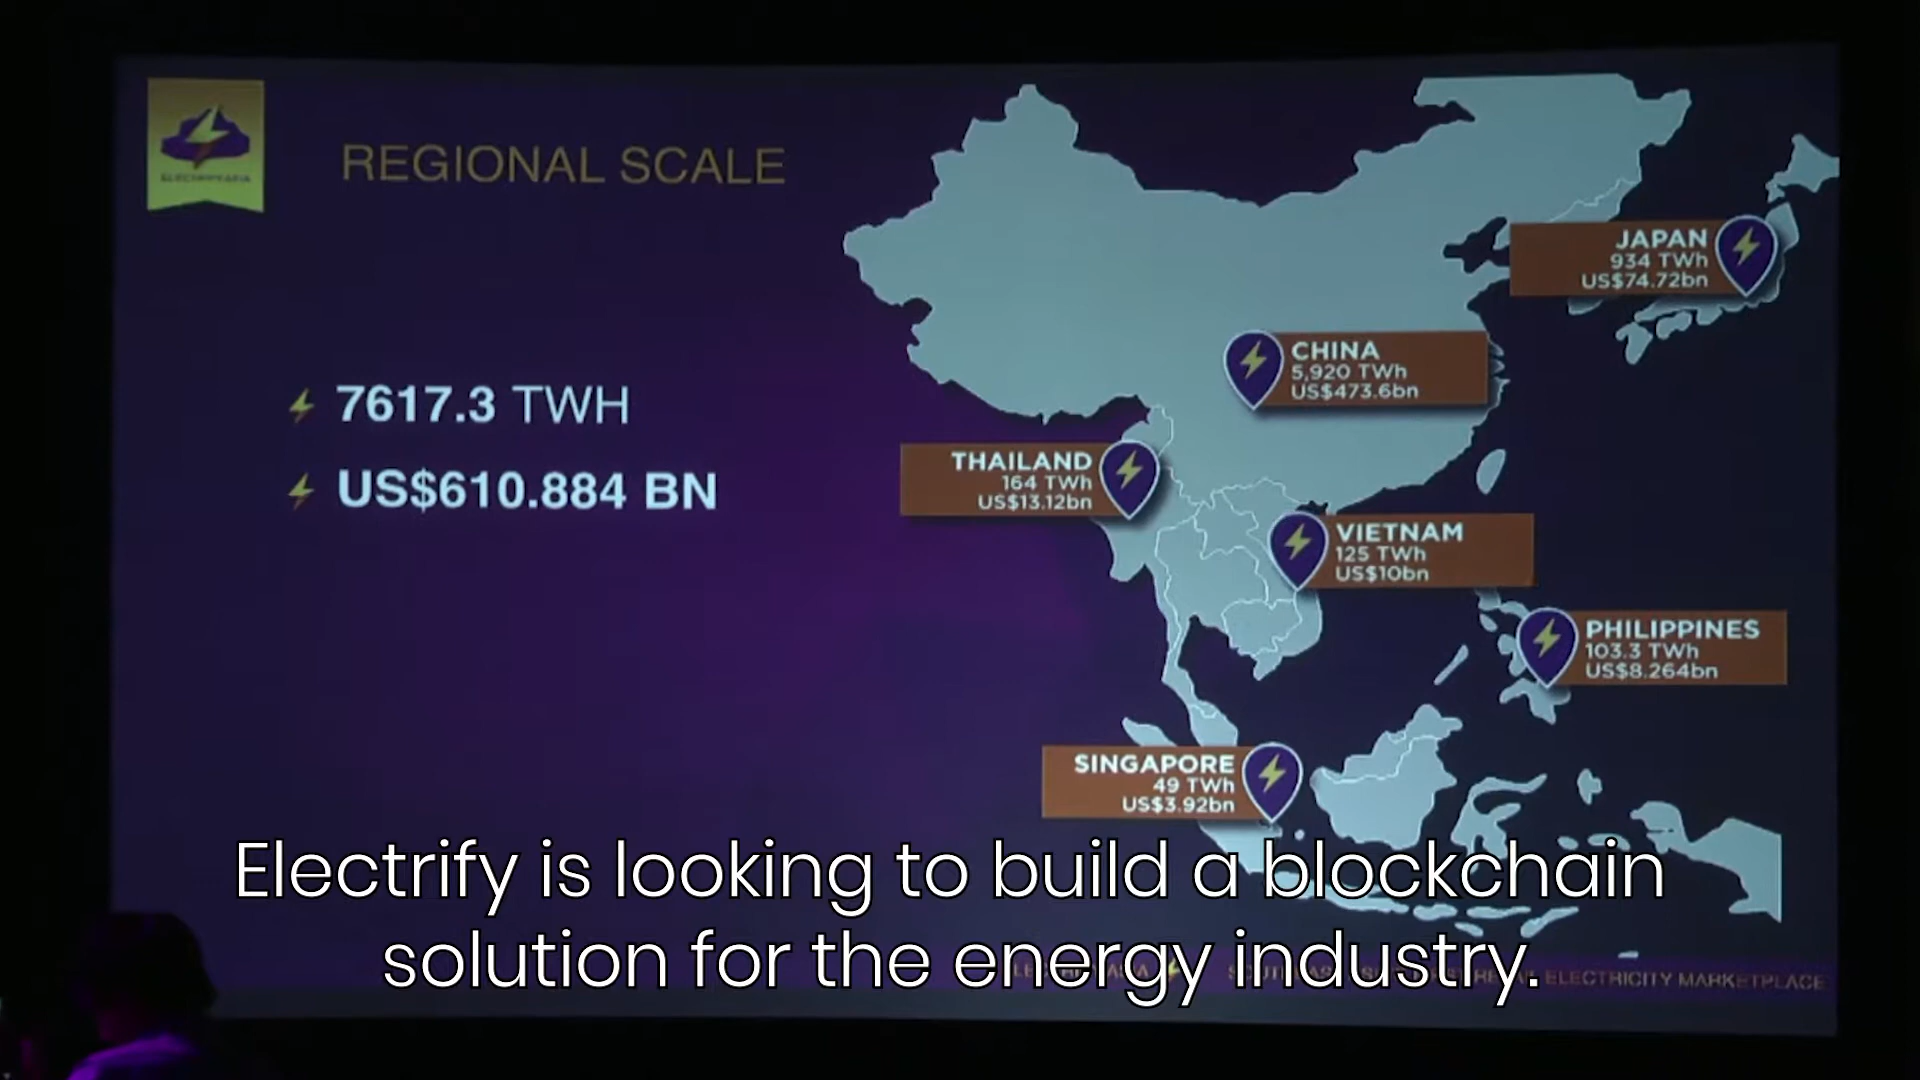 ELECTRIFY.ASIA
REGIONAL SCALE
7617.3 TWH
US$610.884 BN
JAPAN
934 TWh
US$74.72bn
CHINA
5,920 TWh
US$473.6bn
THAILAND
164 TWh
US$13.12bn
VIETNAM
125 TWh
US$10bn
PHILIPPINES
103.3 TWh
US$8.264bn
SINGAPORE
49 TWh
US$3.92bn
Electrify is looking to build a blockchain
solution for the energy industry.
ELECTRICITY MARKETPLACE